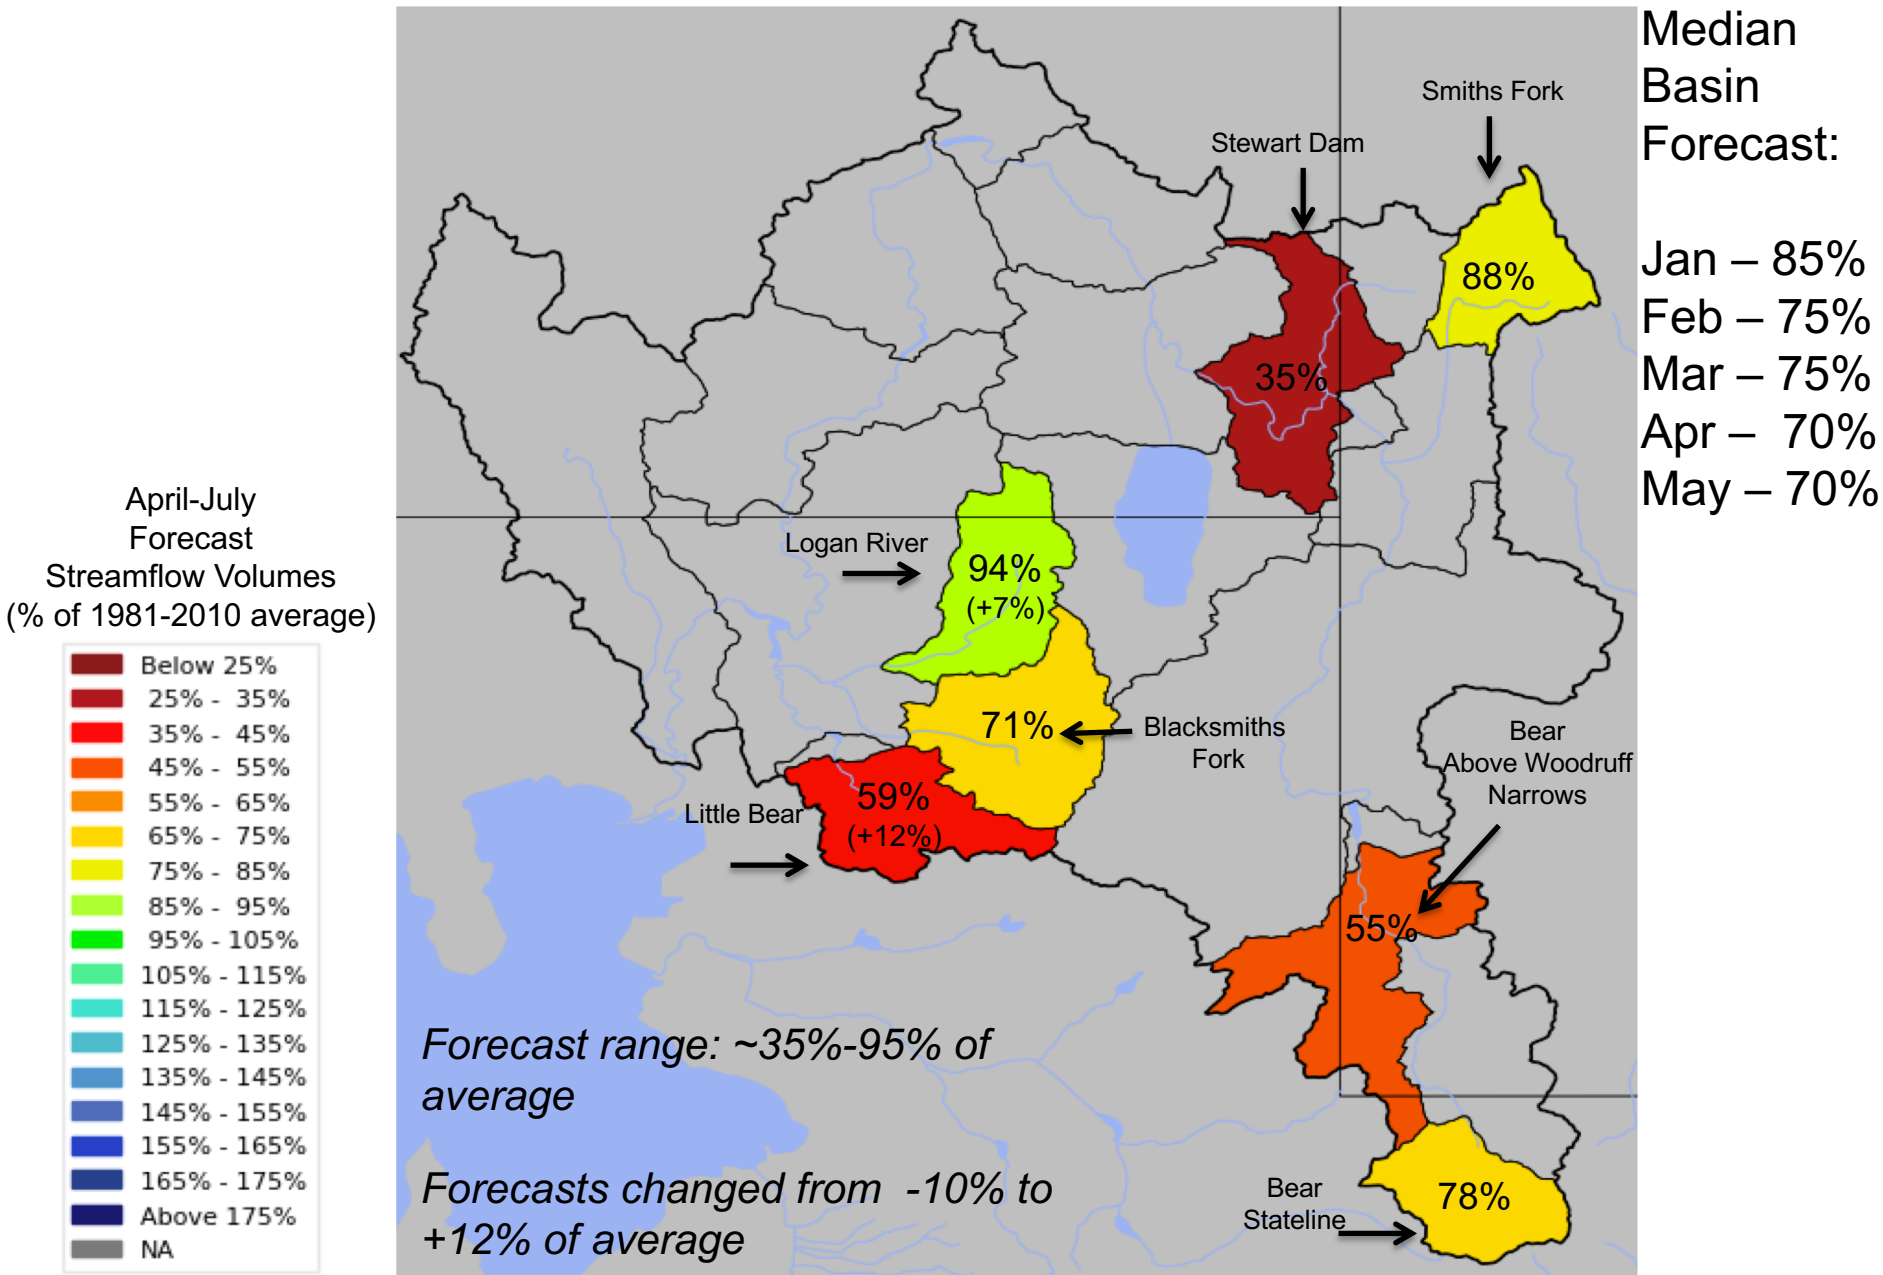 Median
Basin
Forecast:
Jan – 85%
Feb – 75%
Mar – 75%
Apr –  70%
May – 70%
Smiths Fork
Stewart Dam
88%
35%
Logan River
94%
(+7%)
71%
Blacksmiths
Fork
Little Bear
59%
(+12%)
Bear
Above Woodruff
Narrows
55%
Bear
Stateline
78%
Forecast range: ~35%-95% of
average
Forecasts changed from  -10% to
+12% of average
April-July
Forecast
Streamflow Volumes
(% of 1981-2010 average)
Below 25%
25% - 35%
35% - 45%
45% - 55%
55% - 65%
65% - 75%
75% - 85%
85% - 95%
95% - 105%
105% - 115%
115% - 125%
125% - 135%
135% - 145%
145% - 155%
155% - 165%
165% - 175%
Above 175%
NA